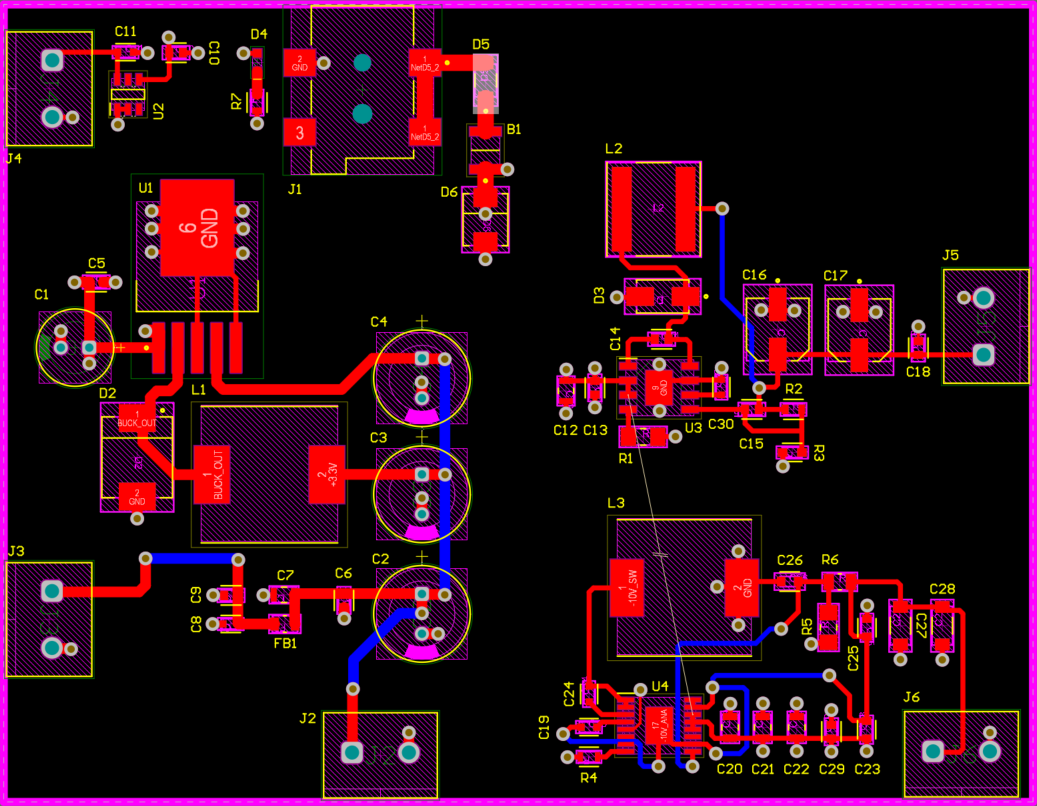 C11
C10
D4
D5
2
GND
1
NetD5_2
R7
U2
3
1
NetD5_2
B1
J4
J1
L2
U1
D6
6
GND
L2
C5
J5
C1
D3
C16
C17
C4
C14
C18
D2
L1
9
GND
C30
R2
1
BUCK_OUT
C12
C13
U3
C15
C3
R1
R3
1
BUCK_OUT
2
+3.3V
2
GND
L3
J3
C2
C26
R6
C9
C7
C6
1
-10V_SW
2
GND
C28
C8
FB1
R5
C25
C27
J2
C24
U4
J6
C19
17
-10V_ANA
J2
J6
R4
C20
C21
C22
C29
C23